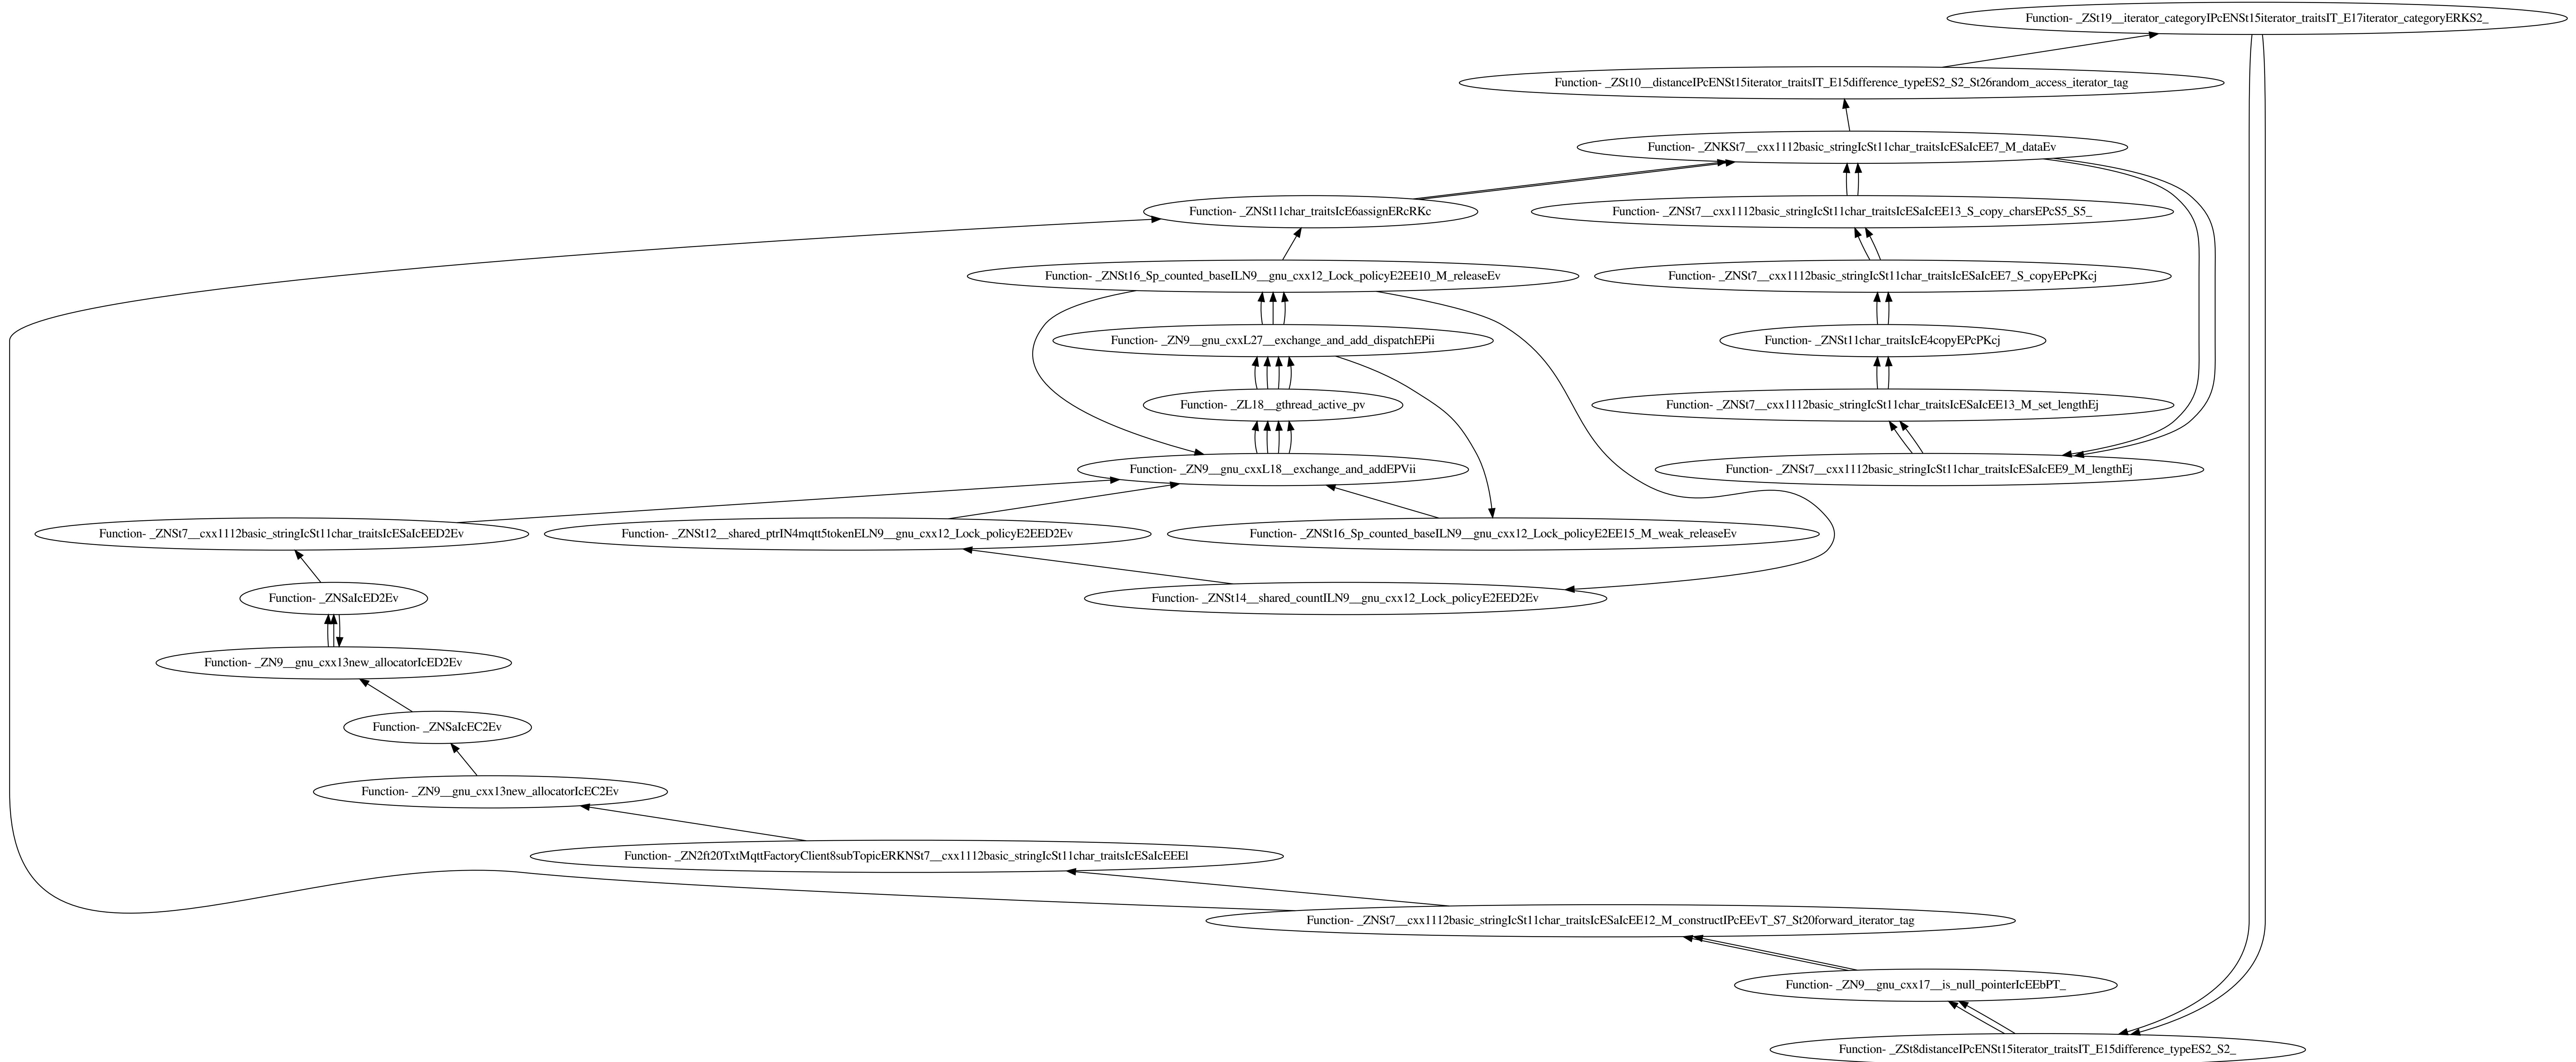 Function- _ZSt19__iterator_categoryIPcENSt15iterator_traitsIT_E17iterator_categoryERKS2_
Function- _ZSt10__distanceIPcENSt15iterator_traitsIT_E15difference_typeES2_S2_St26random_access_iterator_tag
Function- _ZNKSt7__cxx1112basic_stringIcSt11char_traitsIcESaIcEE7_M_dataEv
Function- _ZNSt11char_traitsIcE6assignERcRKc
Function- _ZNSt7__cxx1112basic_stringIcSt11char_traitsIcESaIcEE13_S_copy_charsEPcS5_S5_
Function- _ZNSt16_Sp_counted_baseILN9__gnu_cxx12_Lock_policyE2EE10_M_releaseEv
Function- _ZNSt7__cxx1112basic_stringIcSt11char_traitsIcESaIcEE7_S_copyEPcPKcj
Function- _ZN9__gnu_cxxL27__exchange_and_add_dispatchEPii
Function- _ZNSt11char_traitsIcE4copyEPcPKcj
Function- _ZL18__gthread_active_pv
Function- _ZNSt7__cxx1112basic_stringIcSt11char_traitsIcESaIcEE13_M_set_lengthEj
Function- _ZN9__gnu_cxxL18__exchange_and_addEPVii
Function- _ZNSt7__cxx1112basic_stringIcSt11char_traitsIcESaIcEE9_M_lengthEj
Function- _ZNSt7__cxx1112basic_stringIcSt11char_traitsIcESaIcEED2Ev
Function- _ZNSt12__shared_ptrIN4mqtt5tokenELN9__gnu_cxx12_Lock_policyE2EED2Ev
Function- _ZNSt16_Sp_counted_baseILN9__gnu_cxx12_Lock_policyE2EE15_M_weak_releaseEv
Function- _ZNSaIcED2Ev
Function- _ZNSt14__shared_countILN9__gnu_cxx12_Lock_policyE2EED2Ev
Function- _ZN9__gnu_cxx13new_allocatorIcED2Ev
Function- _ZNSaIcEC2Ev
Function- _ZN9__gnu_cxx13new_allocatorIcEC2Ev
Function- _ZN2ft20TxtMqttFactoryClient8subTopicERKNSt7__cxx1112basic_stringIcSt11char_traitsIcESaIcEEEl
Function- _ZNSt7__cxx1112basic_stringIcSt11char_traitsIcESaIcEE12_M_constructIPcEEvT_S7_St20forward_iterator_tag
Function- _ZN9__gnu_cxx17__is_null_pointerIcEEbPT_
Function- _ZSt8distanceIPcENSt15iterator_traitsIT_E15difference_typeES2_S2_